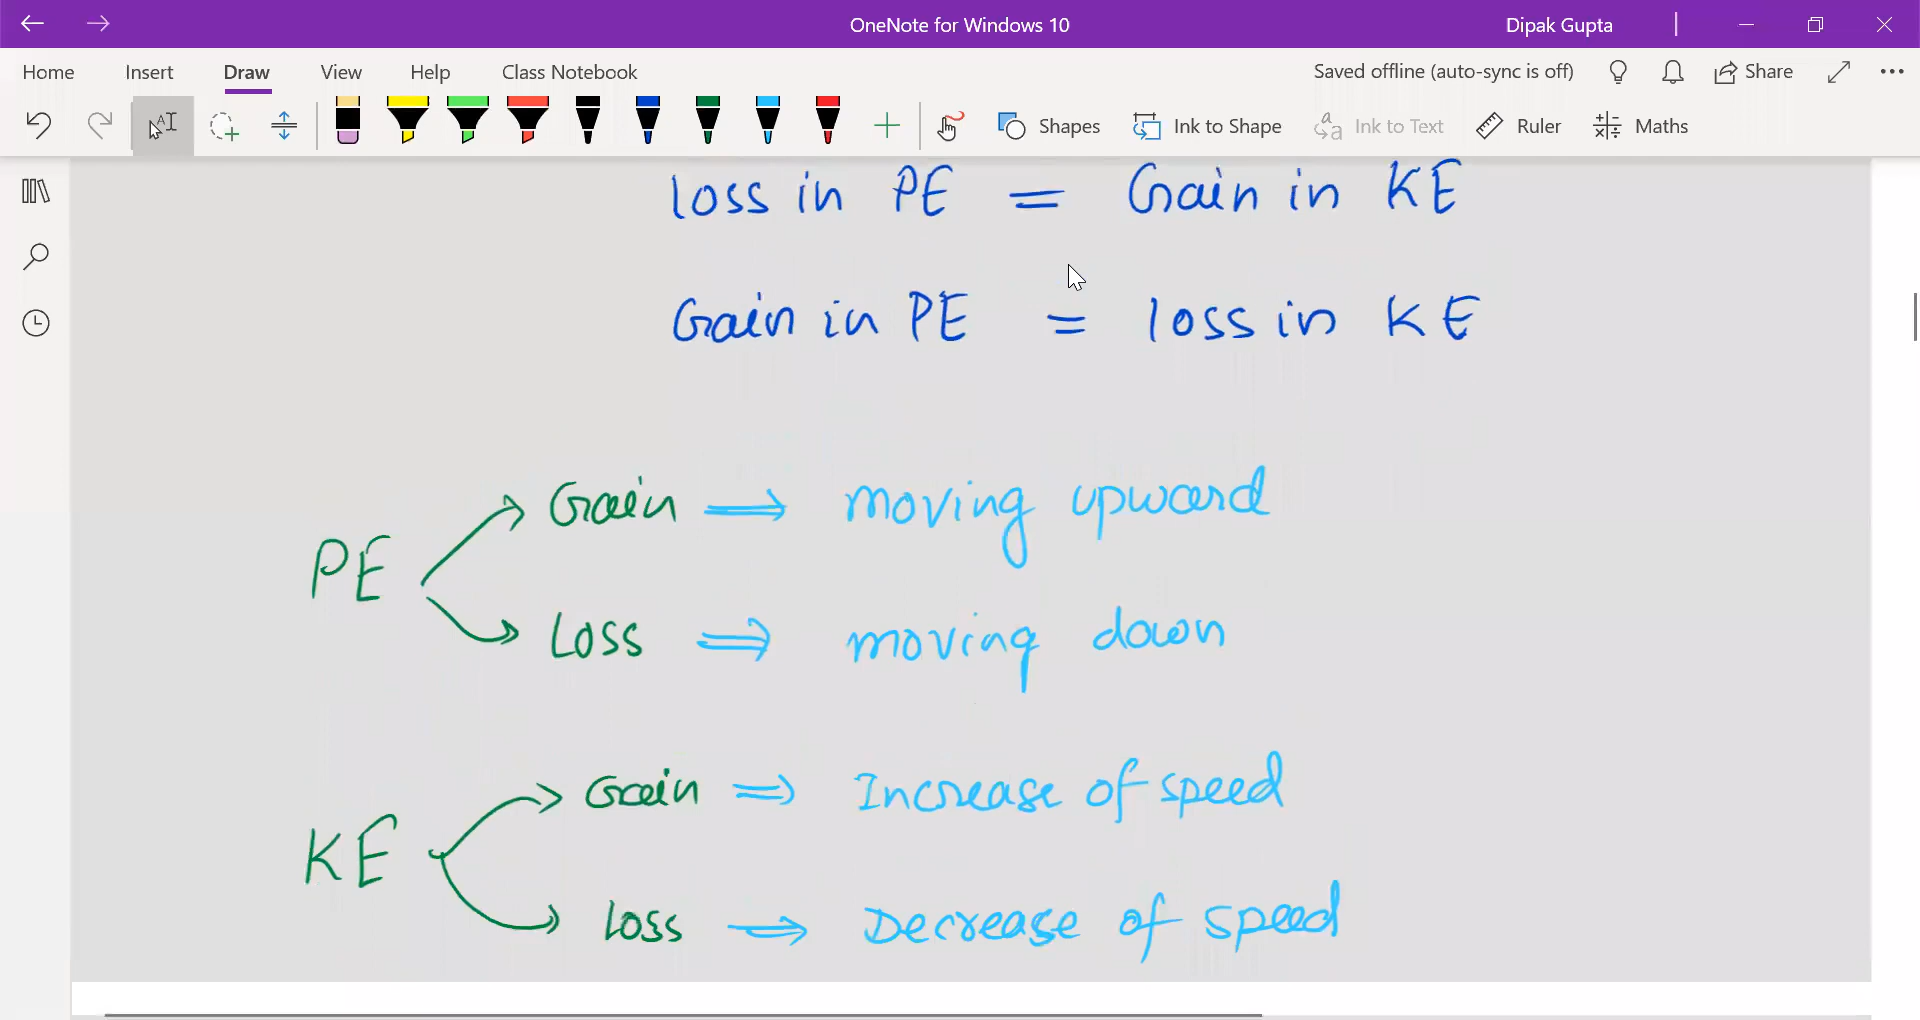 OneNote for Windows 10
Dipak Gupta
Home Insert Draw View Help Class Notebook
Saved offline (auto-sync is off)
Share
Shapes Ink to Shape Ink to Text Ruler Maths
loss in PE = Gain in KE
Gain in PE = loss in KE
Gain ⟹ moving upward
PE
Loss ⟹ moving down
Gain ⟹ Increase of speed
KE
Loss ⟹ Decrease of speed